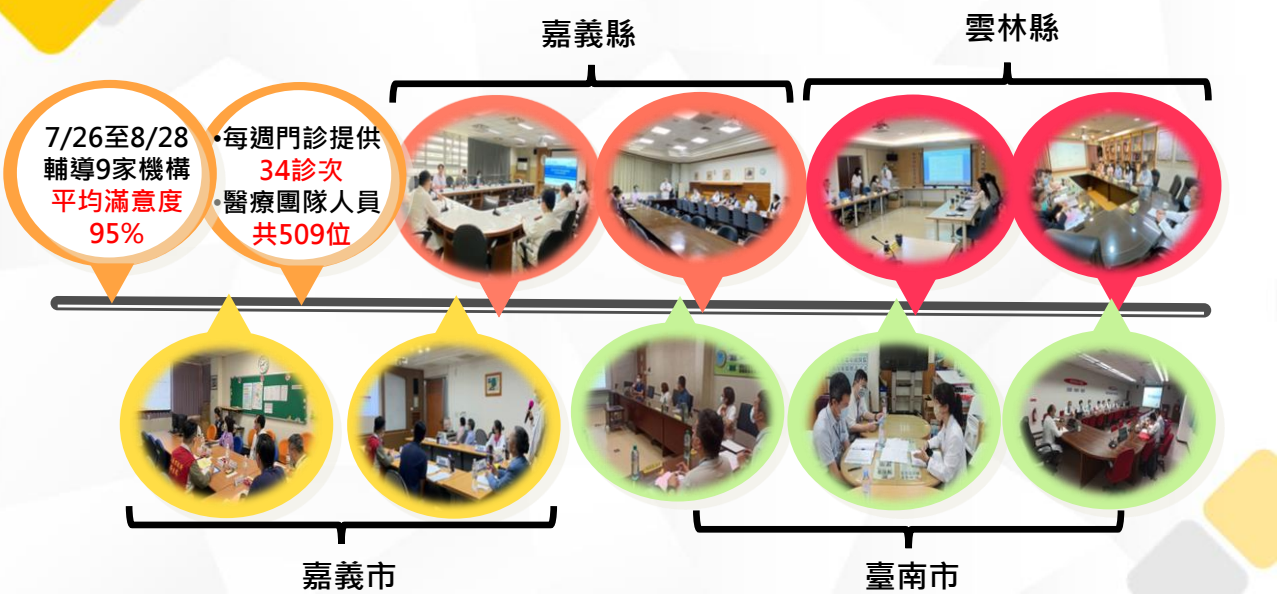 嘉義縣
雲林縣
7/26至8/28
輔導9家機構
平均滿意度
95%
•每週門診提供
34診次
•醫療團隊人員
共509位
嘉義市
臺南市